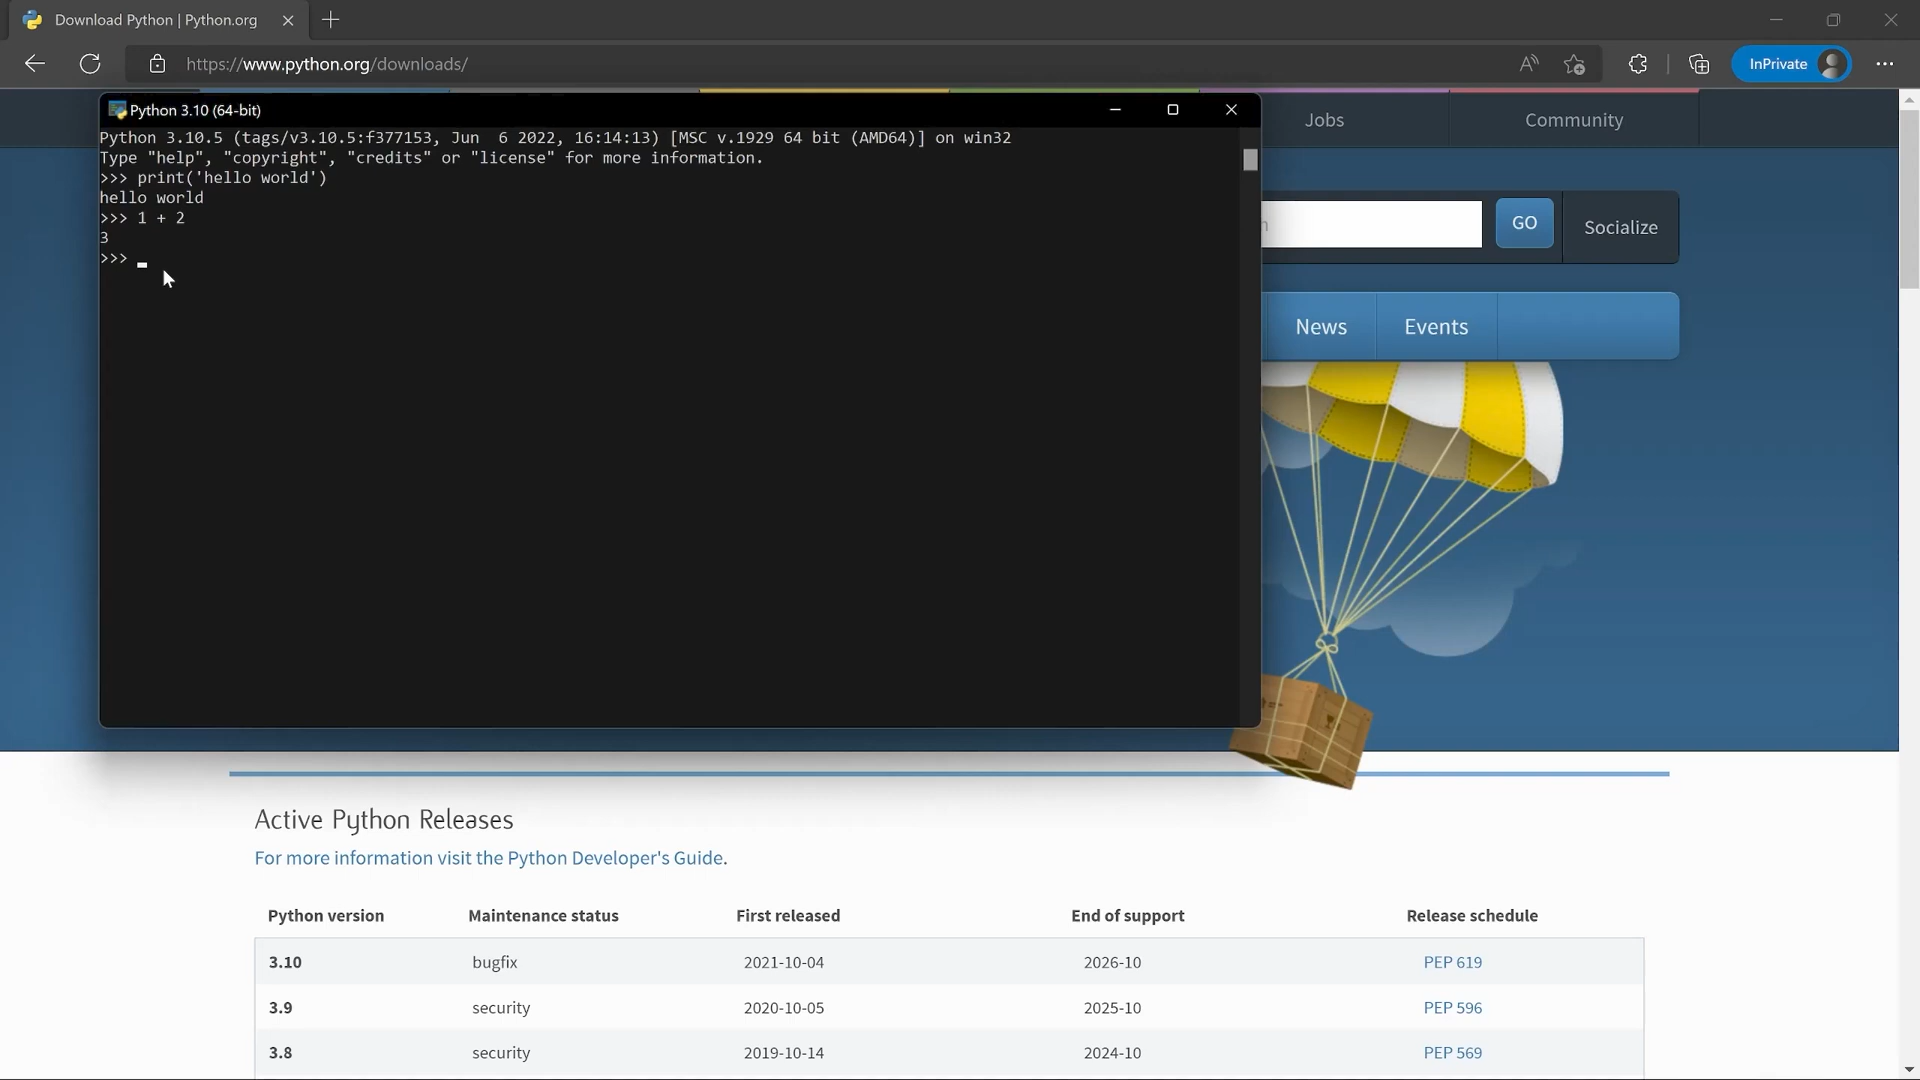 Download Python | Python.org
https://www.python.org/downloads/
InPrivate
Python 3.10 (64-bit)
Python 3.10.5 (tags/v3.10.5:f377153, Jun  6 2022, 16:14:13) [MSC v.1929 64 bit (AMD64)] on win32
Type "help", "copyright", "credits" or "license" for more information.
>>> print('hello world')
hello world
>>> 1 + 2
3
>>>
Jobs
Community
GO
Socialize
News
Events
Active Python Releases
For more information visit the Python Developer's Guide.
Python version Maintenance status First released End of support Release schedule
3.10 bugfix 2021-10-04 2026-10 PEP 619
3.9 security 2020-10-05 2025-10 PEP 596
3.8 security 2019-10-14 2024-10 PEP 569